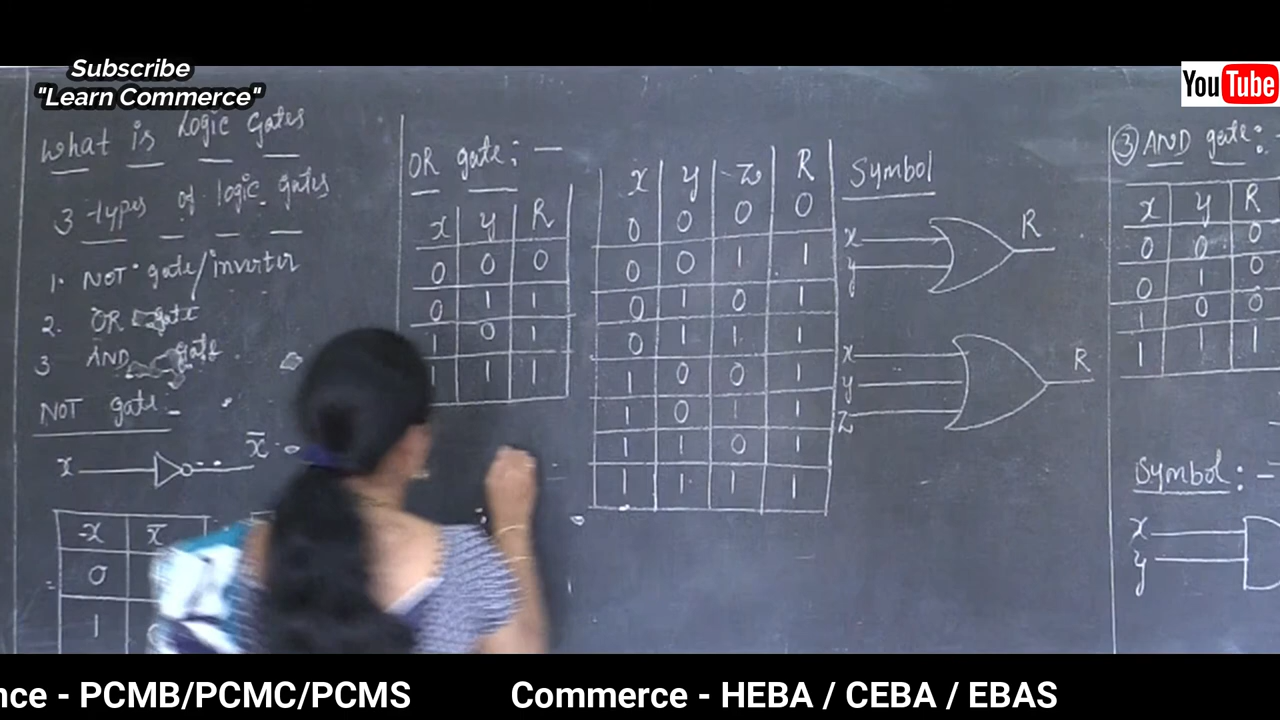 Subscribe
"Learn Commerce"
YouTube
What is Logic Gates
3 types of logic gates
1. NOT gate/inverter
2. OR gate
3 AND gate
NOT gate:-
x x̄
x x̄
0
1
OR gate:-
x y R
0 0 0
0 1 1
1 0 1
1 1 1
x y z R
0 0 0 0
0 0 1 1
0 1 0 1
0 1 1 1
1 0 0 1
1 0 1 1
1 1 0 1
1 1 1 1
Symbol
x R
y
x
y R
z
③ AND gate:
x y R
0 0 0
0 1 0
1 0 0
1 1 1
Symbol:-
x
y
nce - PCMB/PCMC/PCMS Commerce - HEBA / CEBA / EBAS